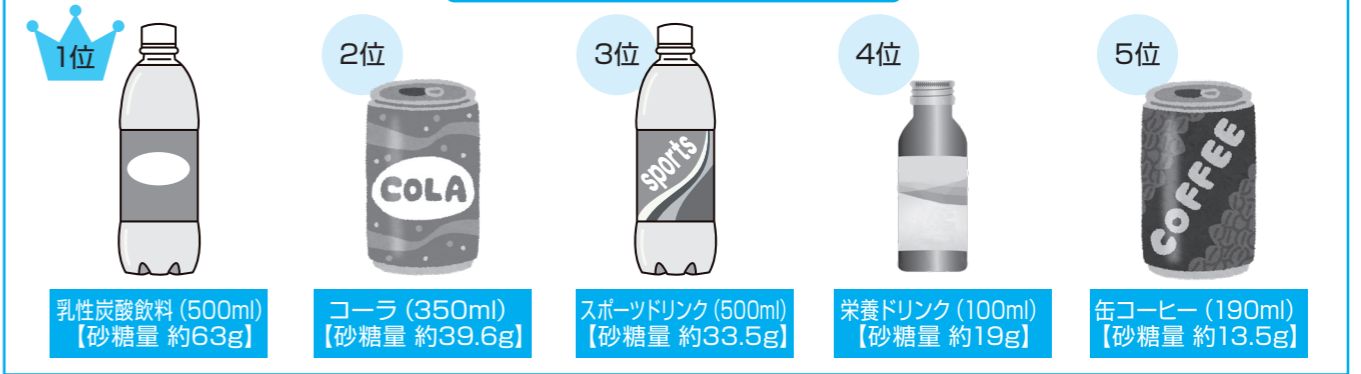 1位
2位
3位
4位
5位
COLA
sports
COFFEE
乳性炭酸飲料（500ml）
【砂糖量 約63g】
コーラ（350ml）
【砂糖量 約39.6g】
スポーツドリンク（500ml）
【砂糖量 約33.5g】
栄養ドリンク（100ml）
【砂糖量 約19g】
缶コーヒー（190ml）
【砂糖量 約13.5g】